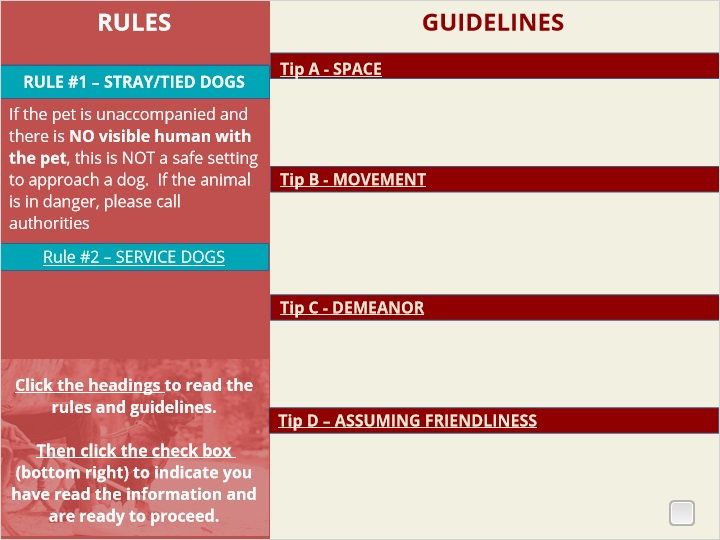 RULES
RULE #1 – STRAY/TIED DOGS
If the pet is unaccompanied and
there is NO visible human with
the pet, this is NOT a safe setting
to approach a dog.  If the animal
is in danger, please call
authorities
Rule #2 – SERVICE DOGS
Click the headings to read the
rules and guidelines.
Then click the check box
(bottom right) to indicate you
have read the information and
are ready to proceed.
GUIDELINES
Tip A - SPACE
Tip B - MOVEMENT
Tip C - DEMEANOR
Tip D – ASSUMING FRIENDLINESS